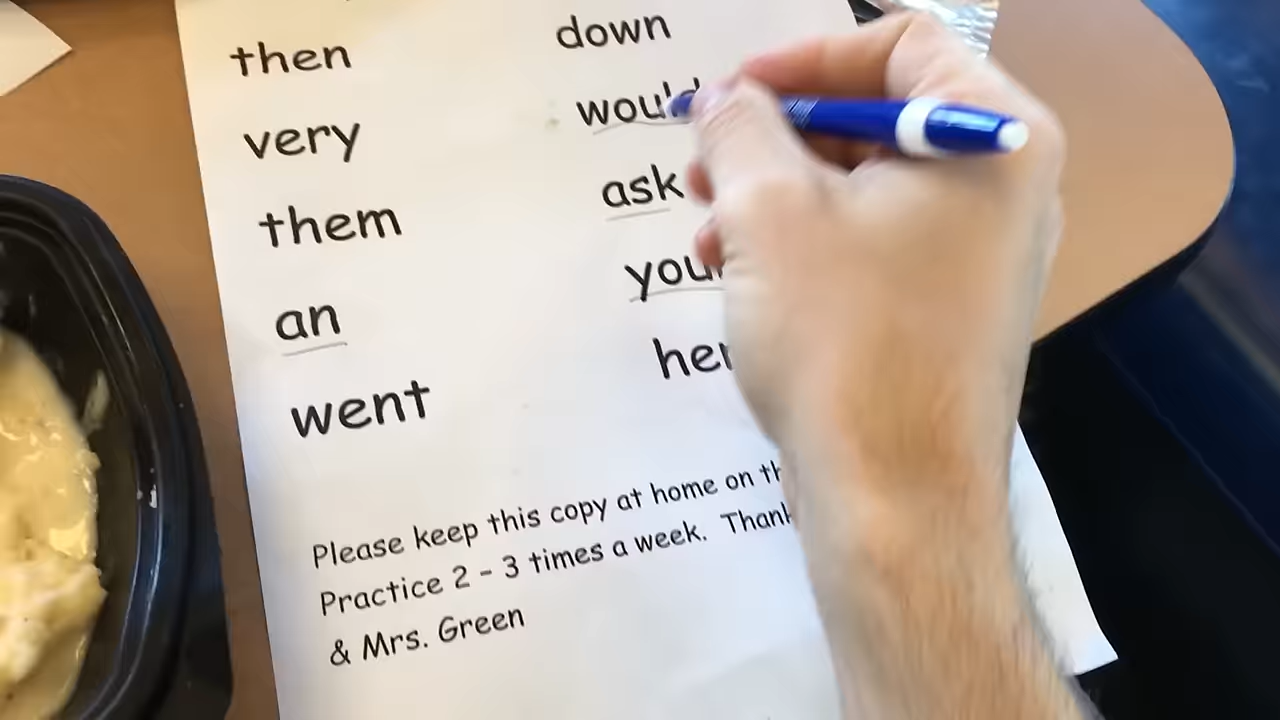 then down
very would
them ask
an
went
Please keep this copy at home on
Practice 2 - 3 times a week.
& Mrs. Green